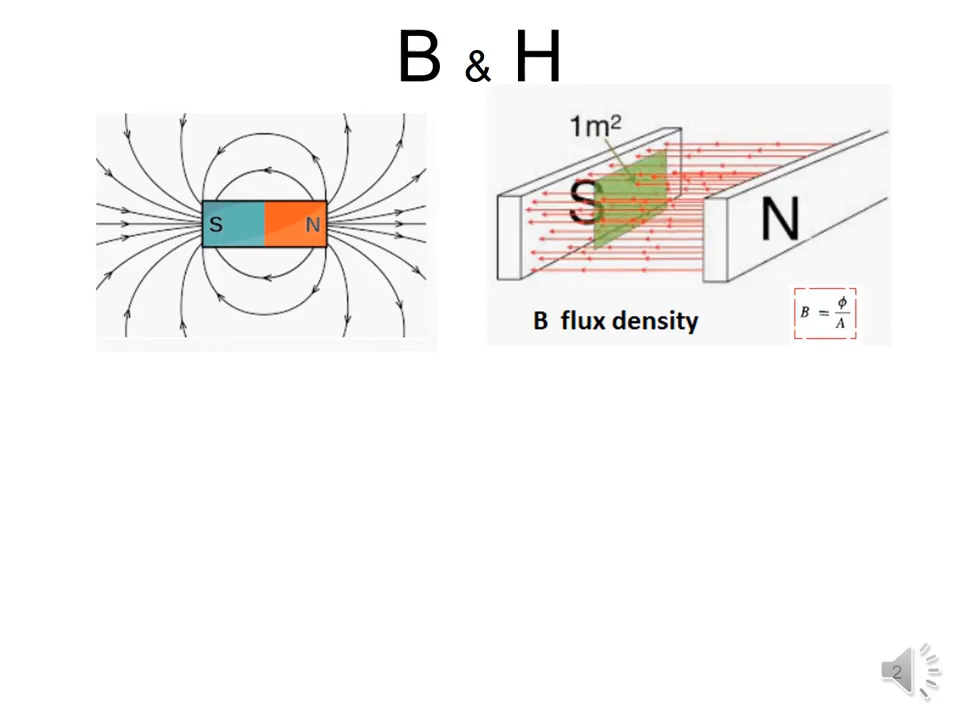 B & H
S N
1m²
S
N
B flux density
B = ϕ/A
2